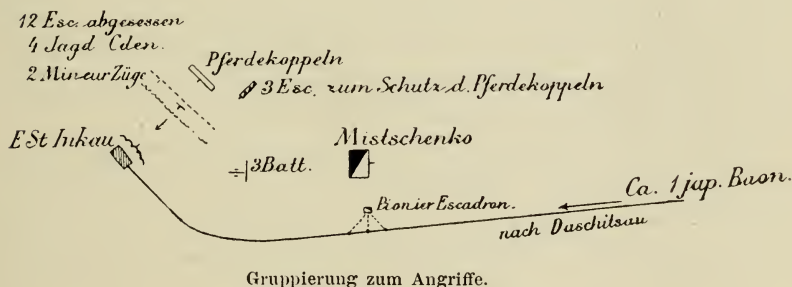 12 Esc. abgesessen
4 Jagd Cden.
Pferdekoppeln
2 Mineur Züge
3 Esc. zum Schutz d. Pferdekoppeln
E St Inkau
Mistschenko
3 Batt.
Ca. 1 jap. Baon.
Pionier Escadron.
nach Daschitsau
Gruppierung zum Angriffe.